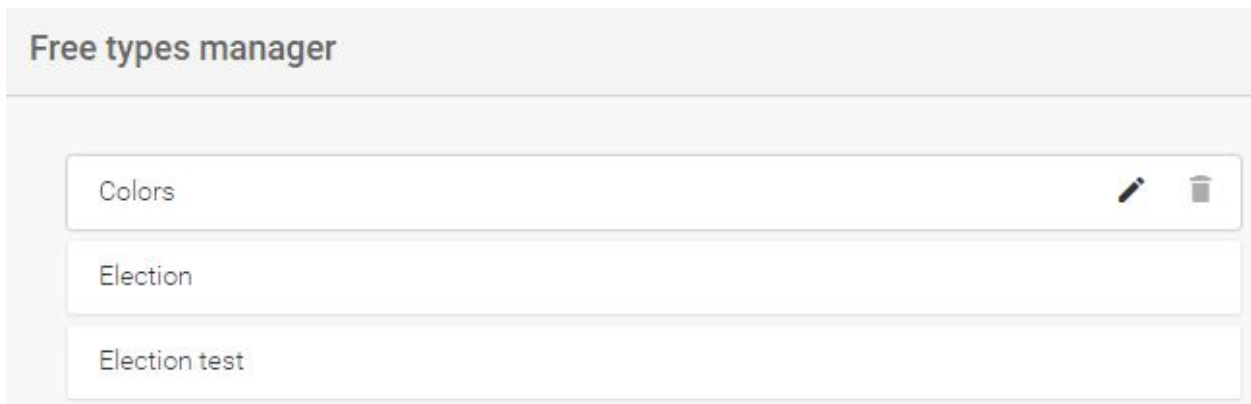 Free types manager
Colors
Election
Election test